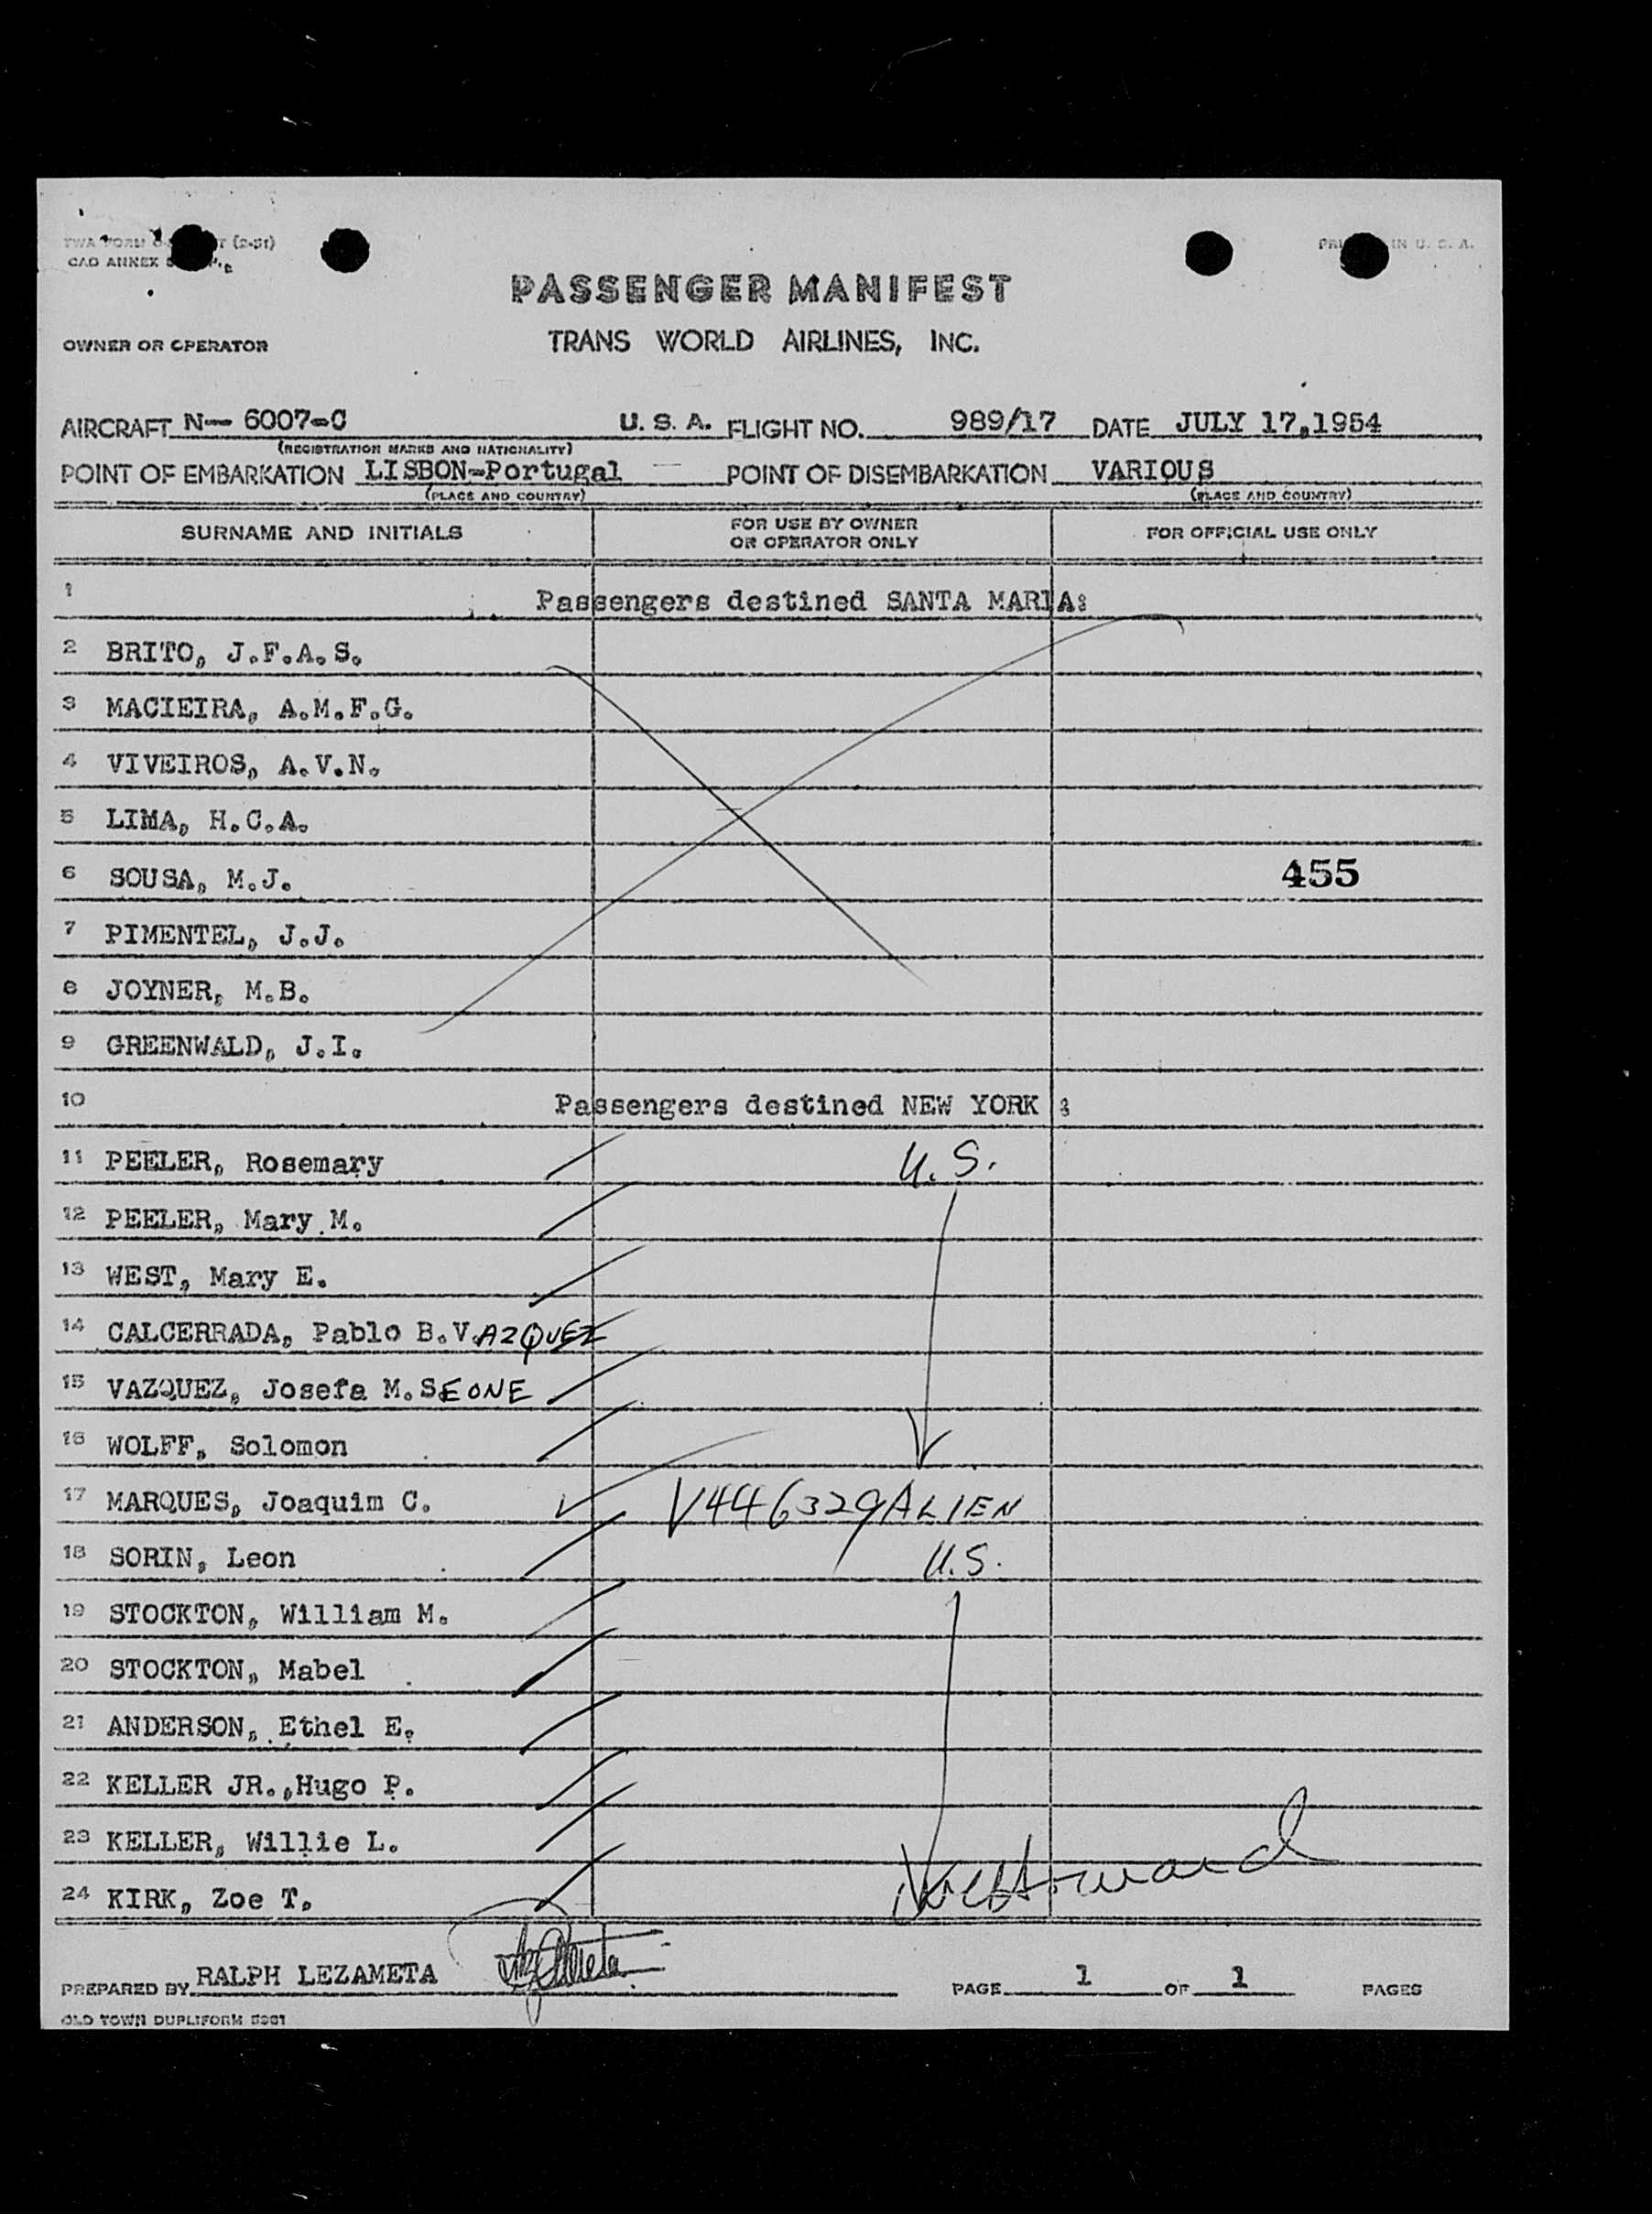 (2-51)
CAO ANNEX
IN U. S. A.
PASSENGER MANIFEST
OWNER OR OPERATOR
TRANS WORLD AIRLINES, INC.
AIRCRAFT N-- 6007-C U. S. A. FLIGHT NO. 989/17 DATE JULY 17,1954
(REGISTRATION MARKS AND NATIONALITY)
POINT OF EMBARKATION LISBON-Portugal POINT OF DISEMBARKATION VARIOUS
(PLACE AND COUNTRY) (PLACE AND COUNTRY)
SURNAME AND INITIALS FOR USE BY OWNER OR OPERATOR ONLY FOR OFFICIAL USE ONLY
1 Passengers destined SANTA MARIA:
2 BRITO, J.F.A.S.
3 MACIEIRA, A.M.F.G.
4 VIVEIROS, A.V.N.
5 LIMA, H.C.A.
6 SOUSA, M.J. 455
7 PIMENTEL, J.J.
8 JOYNER, M.B.
9 GREENWALD, J.I.
10 Passengers destined NEW YORK :
11 PEELER, Rosemary U.S.
12 PEELER, Mary M.
13 WEST, Mary E.
14 CALCERRADA, Pablo B.V.AZQUEZ
15 VAZQUEZ, Josefa M.SEONE
16 WOLFF, Solomon
17 MARQUES, Joaquim C. V446329 ALIEN
18 SORIN, Leon U.S.
19 STOCKTON, William M.
20 STOCKTON, Mabel
21 ANDERSON, Ethel E.
22 KELLER JR.,Hugo P.
23 KELLER, Willie L.
24 KIRK, Zoe T.
PREPARED BY RALPH LEZAMETA PAGE 1 OF 1 PAGES
OLD TOWN DUPLIFORM